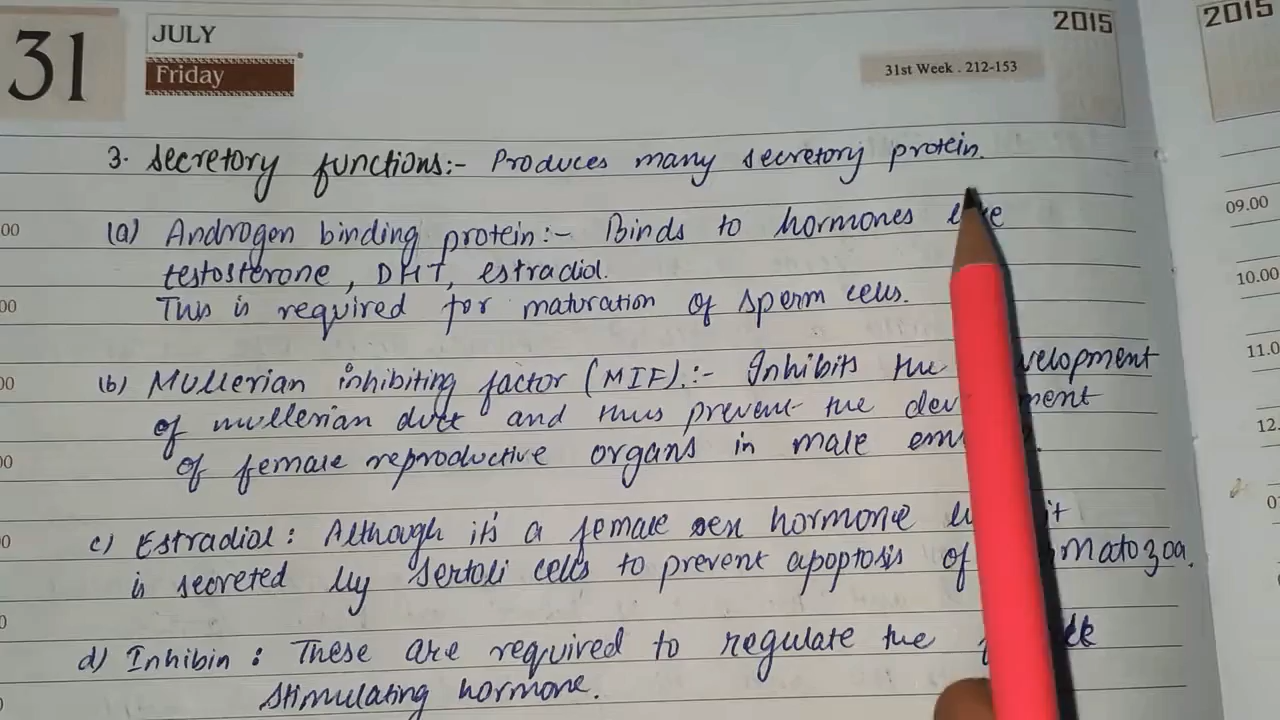 31
JULY
Friday
2015
31st Week . 212-153
2015
3. Secretory functions:- Produces many secretory protein.
(a) Androgen binding protein:- Binds to hormones
testosterone, DHT, estradiol.
This is required for maturation of sperm cells.
(b) Mullerian inhibiting factor (MIF).:- Inhibits the
of mullerian duct and thus prevent the
of female reproductive organs in male
c) Estradiol: Although it's a female sex hormone it
is secreted by Sertoli cells to prevent apoptosis of
d) Inhibin: These are required to regulate the
stimulating hormone.
09.00
10.00
11.0
12.